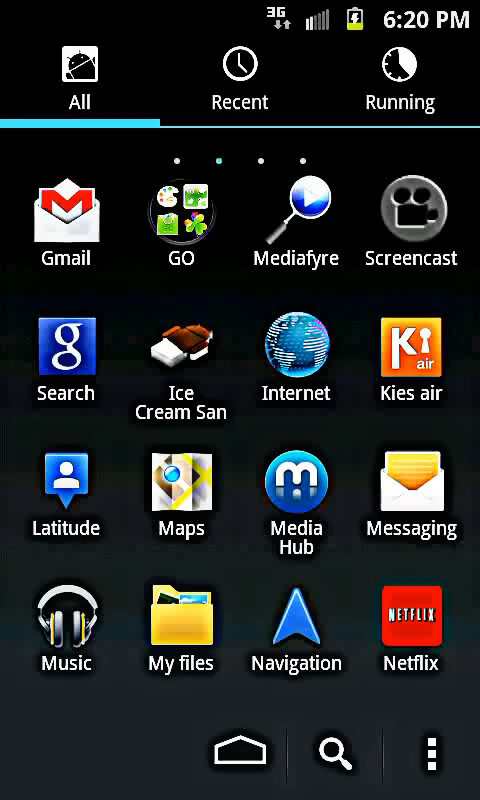 3G 6:20 PM
All Recent Running
Gmail GO Mediafyre Screencast
g Ki air
Search Ice Internet Kies air
Cream San
m
Latitude Maps Media Messaging
Hub
NETFLIX
Music My files Navigation Netflix